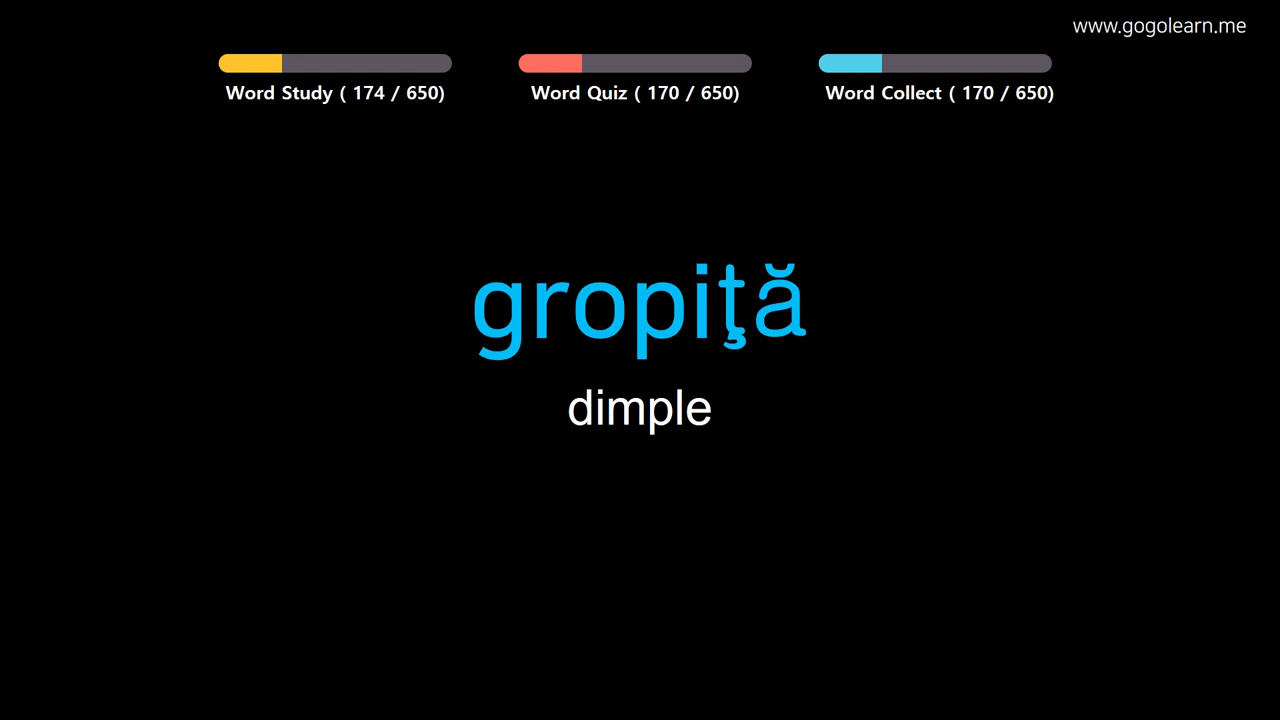 www.gogolearn.me
Word Study ( 174 / 650)
Word Quiz ( 170 / 650)
Word Collect ( 170 / 650)
gropiţă
dimple